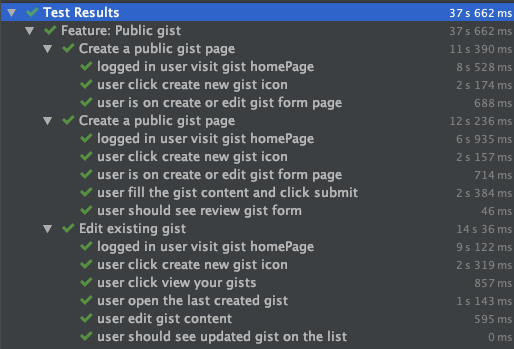 Test Results 37 s 662 ms
Feature: Public gist 37 s 662 ms
Create a public gist page 11 s 390 ms
logged in user visit gist homePage 8 s 528 ms
user click create new gist icon 2 s 174 ms
user is on create or edit gist form page 688 ms
Create a public gist page 12 s 236 ms
logged in user visit gist homePage 6 s 935 ms
user click create new gist icon 2 s 157 ms
user is on create or edit gist form page 714 ms
user fill the gist content and click submit 2 s 384 ms
user should see review gist form 46 ms
Edit existing gist 14 s 36 ms
logged in user visit gist homePage 9 s 122 ms
user click create new gist icon 2 s 319 ms
user click view your gists 857 ms
user open the last created gist 1 s 143 ms
user edit gist content 595 ms
user should see updated gist on the list 0 ms